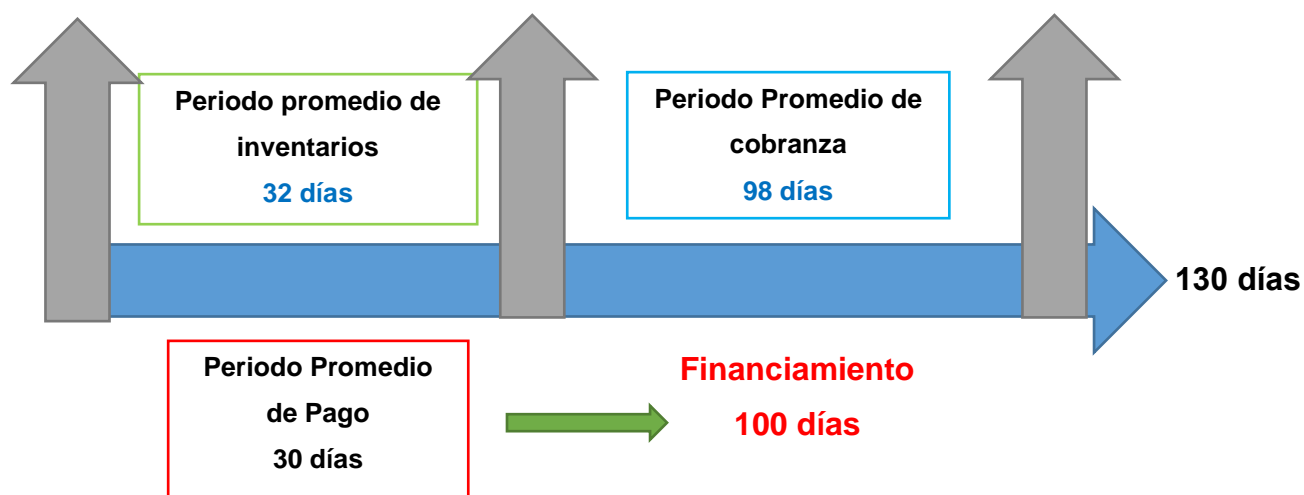 Periodo promedio de
inventarios
32 días
Periodo Promedio de
cobranza
98 días
130 días
Periodo Promedio
de Pago
30 días
Financiamiento
100 días